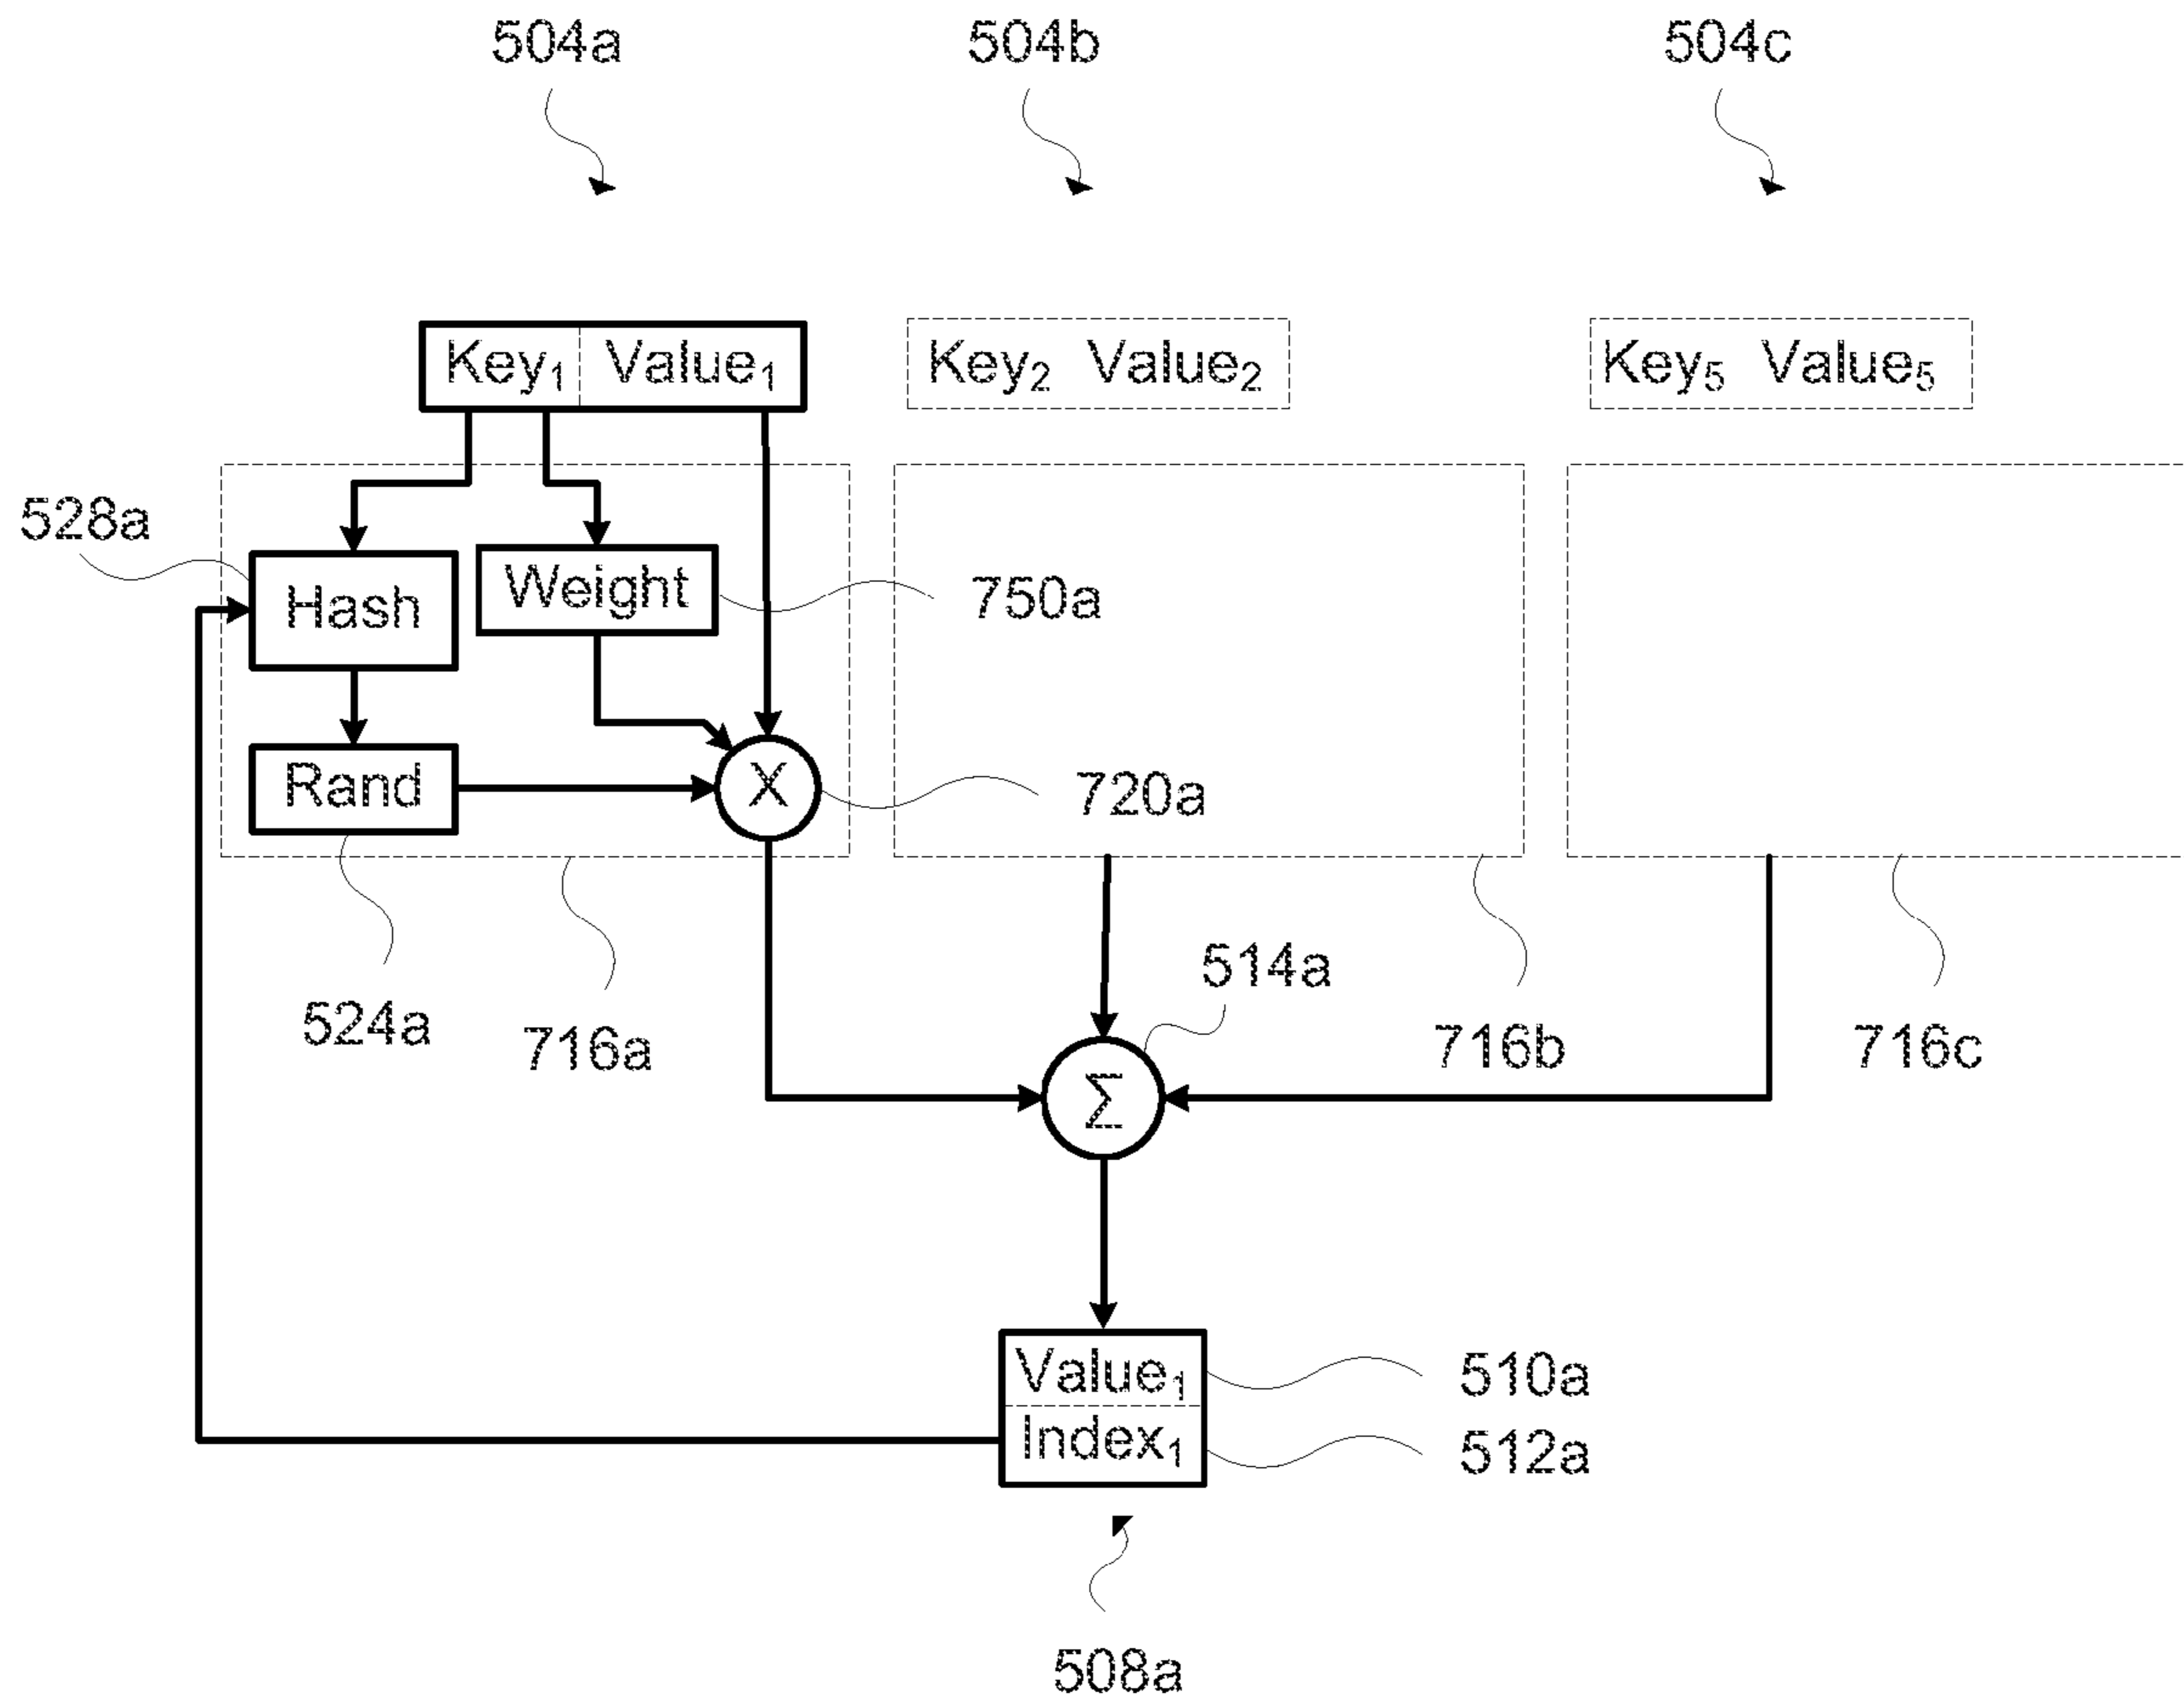 504a 504b 504c
Key₁ Value₁ Key₂ Value₂ Key₅ Value₅
528a
Hash Weight 750a
Rand X 720a
524a 716a 514a 716b 716c
Σ
Value₁ 510a
Index₁ 512a
508a